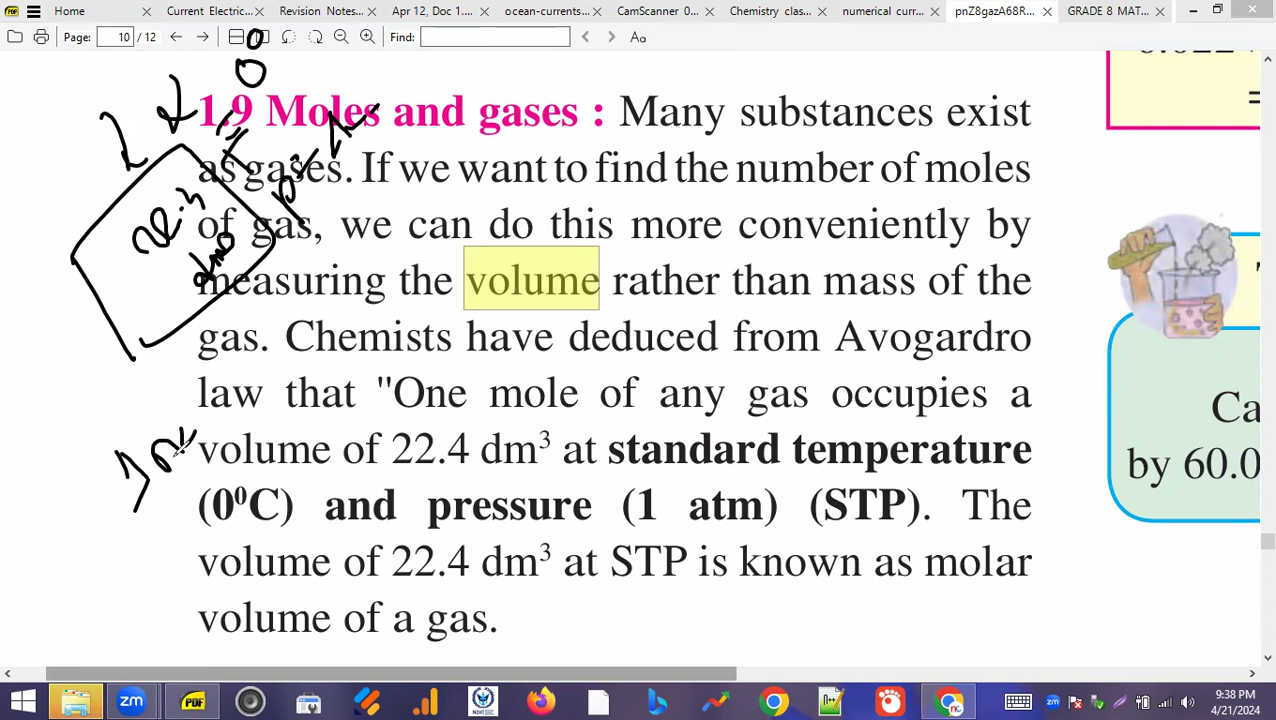 Home
Current Electric...
Revision Notes...
Apr 12, Doc 1...
ocean-currents...
CamScanner 0...
Chemistry clas...
numerical curr...
pnZ8gazA68R...
GRADE 8 MAT...
Page: 10 / 12
Find:
Aa
1.9 Moles and gases : Many substances exist
as gases. If we want to find the number of moles
of gas, we can do this more conveniently by
measuring the volume rather than mass of the
gas. Chemists have deduced from Avogardro
law that "One mole of any gas occupies a
volume of 22.4 dm³ at standard temperature
(0⁰C) and pressure (1 atm) (STP). The
volume of 22.4 dm³ at STP is known as molar
volume of a gas.
=
Ca
by 60.0
9:38 PM
4/21/2024